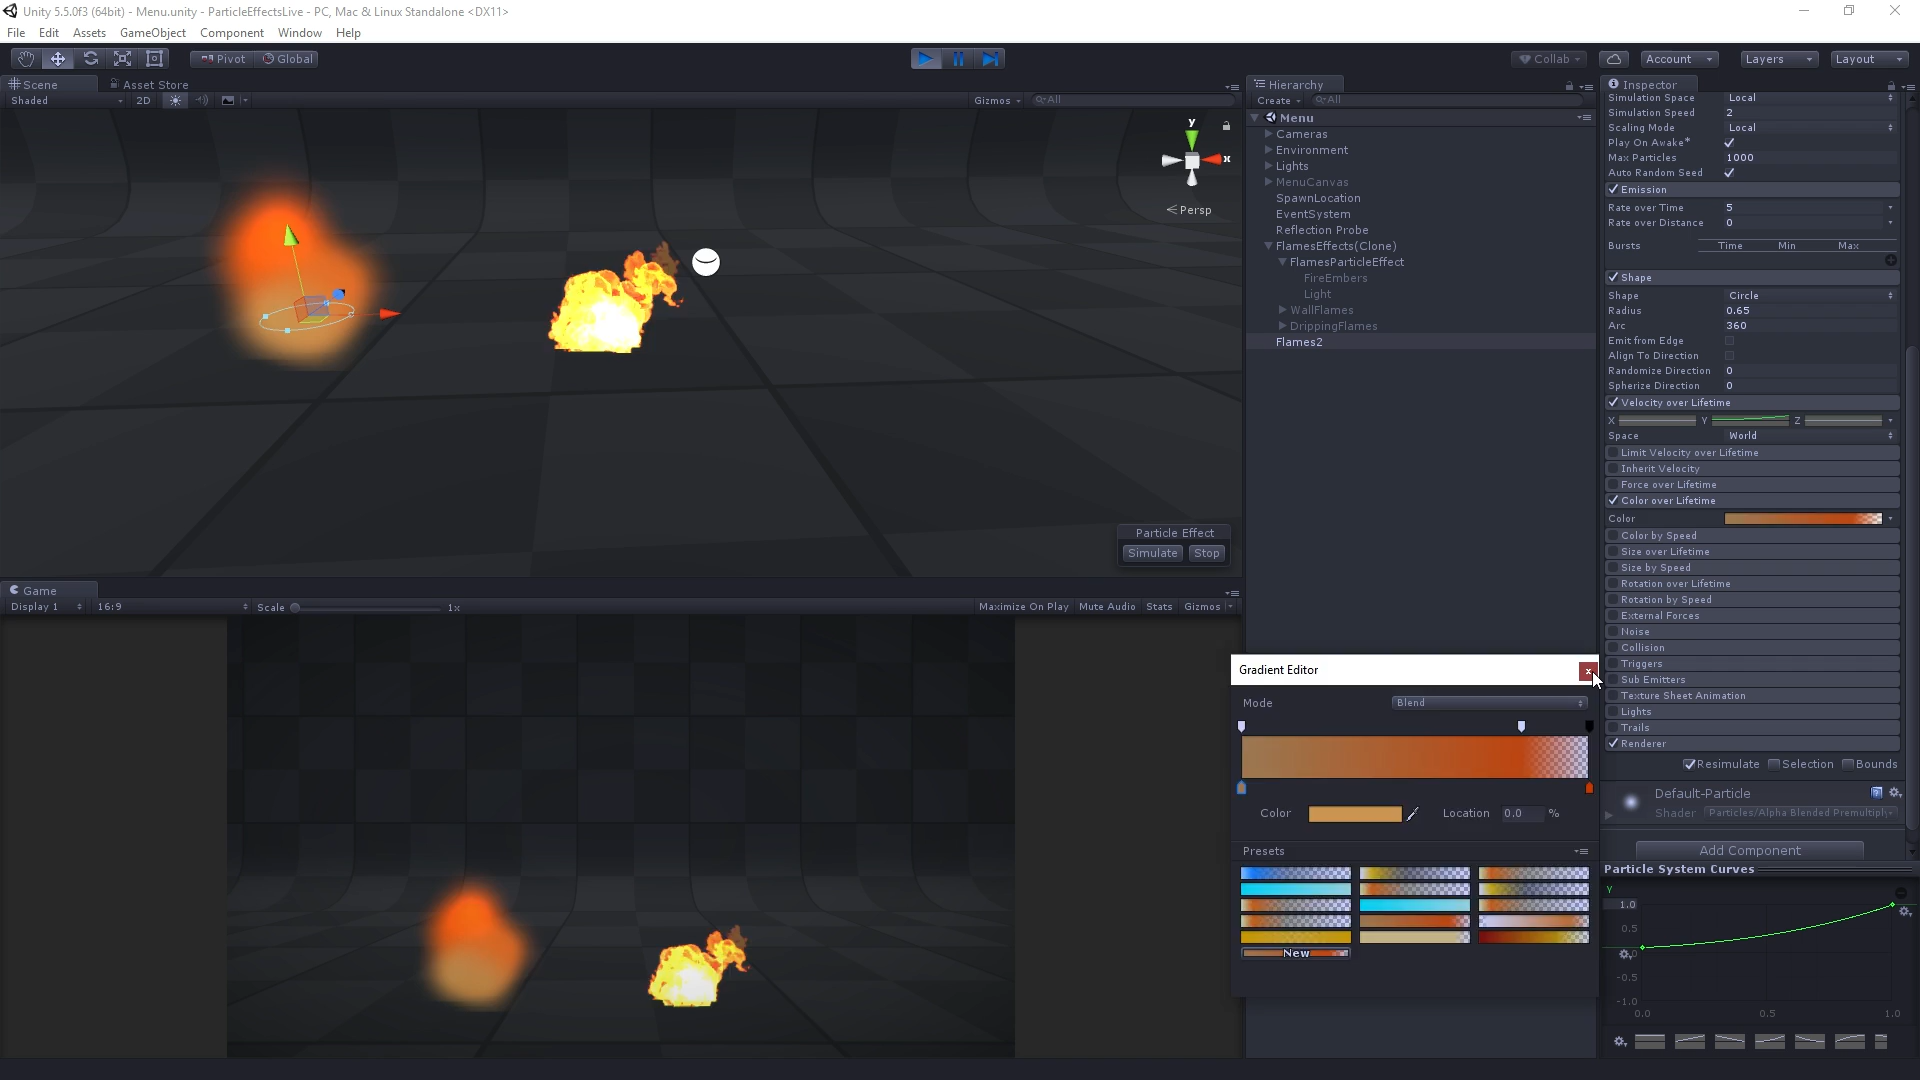 Unity 5.5.0f3 (64bit) - Menu.unity - ParticleEffectsLive - PC, Mac & Linux Standalone <DX11>
File Edit Assets GameObject Component Window Help
Pivot Global Collab Account Layers Layout
Scene Asset Store
Shaded 2D Gizmos All
y
x
Persp
Particle Effect
Simulate Stop
Game
Display 1 16:9 Scale 1x Maximize On Play Mute Audio Stats Gizmos
Hierarchy
Create All
Menu
Cameras
Environment
Lights
MenuCanvas
SpawnLocation
EventSystem
Reflection Probe
FlamesEffects(Clone)
FlamesParticleEffect
FireEmbers
Light
WallFlames
DrippingFlames
Flames2
Gradient Editor
Mode Blend
Color Location 0.0 %
Presets
New
Inspector
Simulation Space Local
Simulation Speed 2
Scaling Mode Local
Play On Awake*
Max Particles 1000
Auto Random Seed
Emission
Rate over Time 5
Rate over Distance 0
Bursts Time Min Max
Shape
Shape Circle
Radius 0.65
Arc 360
Emit from Edge
Align To Direction
Randomize Direction 0
Spherize Direction 0
Velocity over Lifetime
X Y Z
Space World
Limit Velocity over Lifetime
Inherit Velocity
Force over Lifetime
Color over Lifetime
Color
Color by Speed
Size over Lifetime
Size by Speed
Rotation over Lifetime
Rotation by Speed
External Forces
Noise
Collision
Triggers
Sub Emitters
Texture Sheet Animation
Lights
Trails
Renderer
Resimulate Selection Bounds
Default-Particle
Shader Particles/Alpha Blended Premultipl
Add Component
Particle System Curves
y
1.0
0.5
0
-0.5
-1.0
0.0 0.5 1.0